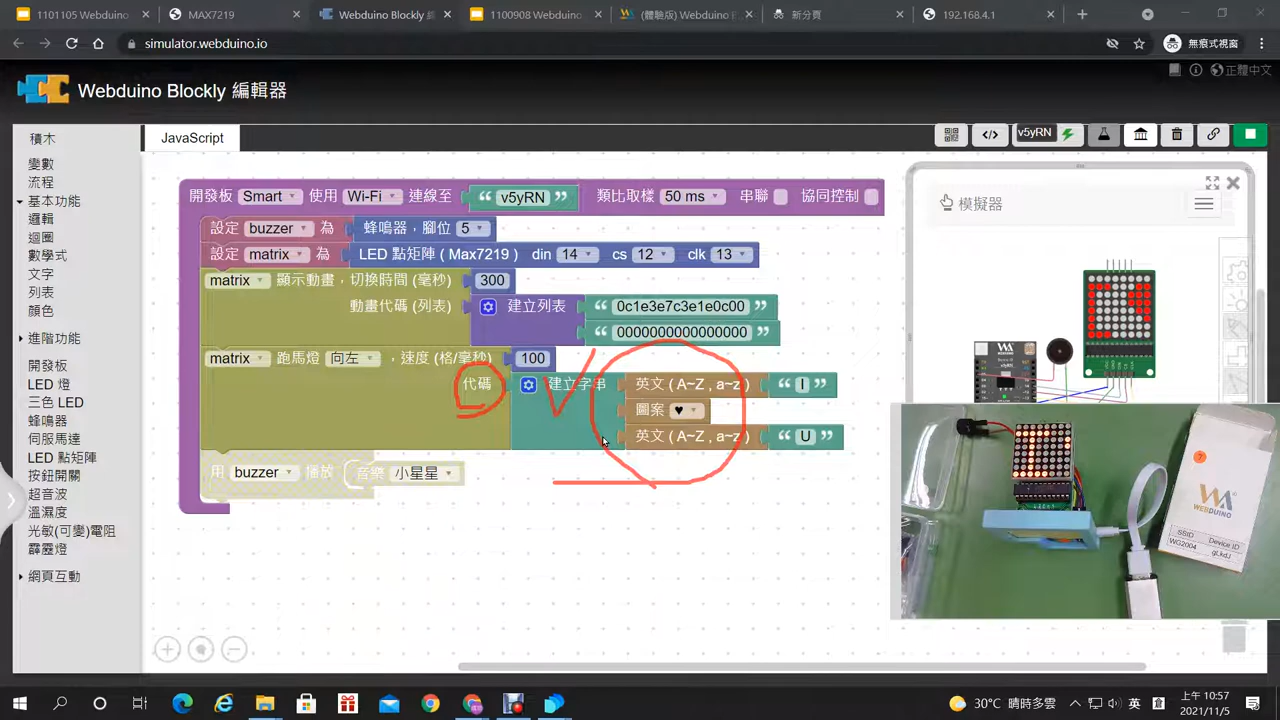 1101105 Webduino
MAX7219
Webduino Blockly 編
1100908 Webduino
(體驗版) Webduino
新分頁
192.168.4.1
simulator.webduino.io
無痕式視窗
Webduino Blockly 編輯器
正體中文
積木
JavaScript
v5yRN
變數
流程
基本功能
邏輯
迴圈
數學式
文字
列表
顏色
進階功能
開發板
LED 燈
三色 LED
蜂鳴器
伺服馬達
LED 點矩陣
按鈕開關
超音波
溫濕度
光敏(可變)電阻
霹靂燈
網頁互動
開發板 Smart 使用 Wi-Fi 連線至 “ v5yRN ” 類比取樣 50 ms 串聯 協同控制
設定 buzzer 為 蜂鳴器，腳位 5
設定 matrix 為 LED 點矩陣 ( Max7219 ) din 14 cs 12 clk 13
matrix 顯示動畫，切換時間 (毫秒) 300
動畫代碼 (列表) 建立列表 “ 0c1e3e7c3e1e0c00 ”
“ 0000000000000000 ”
matrix 跑馬燈 向左 ，速度 (格/毫秒) 100
代碼 建立字串 英文 ( A~Z , a~z ) “ I ”
圖案 ♥
英文 ( A~Z , a~z ) “ U ”
用 buzzer 播放 音樂 小星星
模擬器
WEBDUINO
SSID
WG2004
Device ID
gLkdJ
30°C 晴時多雲
英
上午 10:57
2021/11/5